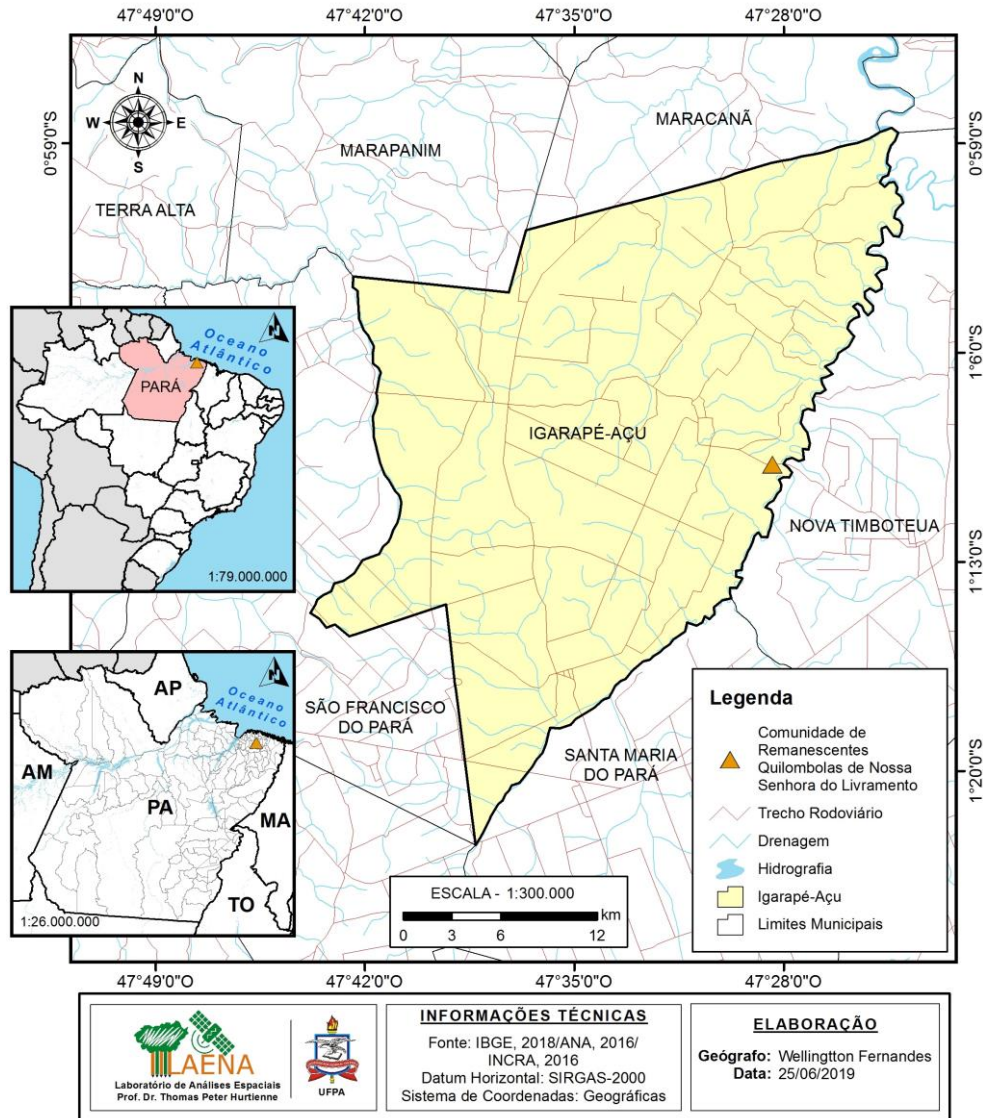 47°49'0"O
47°42'0"O
47°35'0"O
47°28'0"O
0°59'0"S
0°59'0"S
N
W
E
S
MARACANÃ
MARAPANIM
TERRA ALTA
Oceano
Atlântico
PARÁ
1:79.000.000
1°6'0"S
IGARAPÉ-AÇU
NOVA TIMBOTEUA
1°13'0"S
N
AP
Oceano
Atlântico
AM
PA
MA
TO
1:26.000.000
N
SÃO FRANCISCO
DO PARÁ
SANTA MARIA
DO PARÁ
1°20'0"S
Legenda
Comunidade de
Remanescentes
Quilombolas de Nossa
Senhora do Livramento
Trecho Rodoviário
Drenagem
Hidrografia
Igarapé-Açu
Limites Municipais
ESCALA - 1:300.000
km
0 3 6 12
47°49'0"O
47°42'0"O
47°35'0"O
47°28'0"O
LAENA
Laboratório de Análises Espaciais
Prof. Dr. Thomas Peter Hurtienne
UFPA
INFORMAÇÕES TÉCNICAS
Fonte: IBGE, 2018/ANA, 2016/
INCRA, 2016
Datum Horizontal: SIRGAS-2000
Sistema de Coordenadas: Geográficas
ELABORAÇÃO
Geógrafo: Wellingtton Fernandes
Data: 25/06/2019